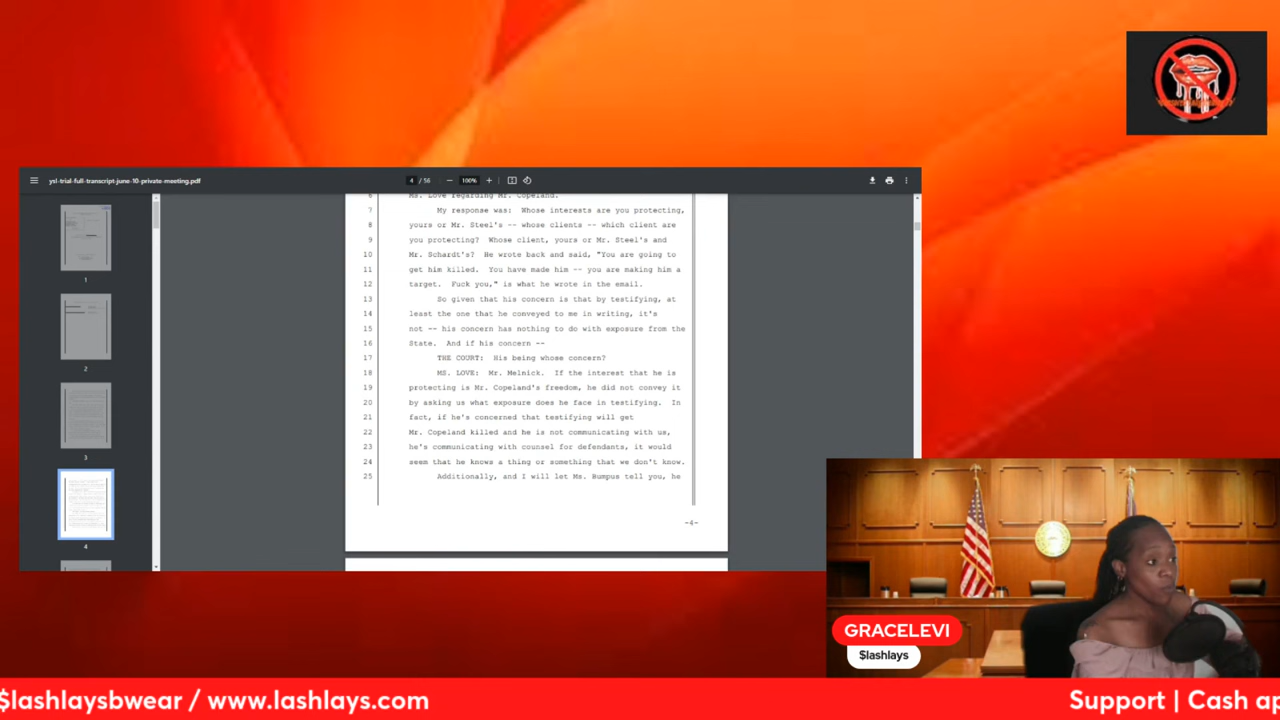 ysl-trial-full-transcript-june-10-private-meeting.pdf
4 / 56
100%
1
2
3
4
6 Ms. Love regarding Mr. Copeland.
7 My response was: Whose interests are you protecting,
8 yours or Mr. Steel's -- whose clients -- which client are
9 you protecting? Whose client, yours or Mr. Steel's and
10 Mr. Schardt's? He wrote back and said, "You are going to
11 get him killed. You have made him -- you are making him a
12 target. Fuck you," is what he wrote in the email.
13 So given that his concern is that by testifying, at
14 least the one that he conveyed to me in writing, it's
15 not -- his concern has nothing to do with exposure from the
16 State. And if his concern --
17 THE COURT: His being whose concern?
18 MS. LOVE: Mr. Melnick. If the interest that he is
19 protecting is Mr. Copeland's freedom, he did not convey it
20 by asking us what exposure does he face in testifying. In
21 fact, if he's concerned that testifying will get
22 Mr. Copeland killed and he is not communicating with us,
23 he's communicating with counsel for defendants, it would
24 seem that he knows a thing or something that we don't know.
25 Additionally, and I will let Ms. Bumpus tell you, he
-4-
GRACELEVI
$lashlays
$lashlaysbwear / www.lashlays.com
Support | Cash ap